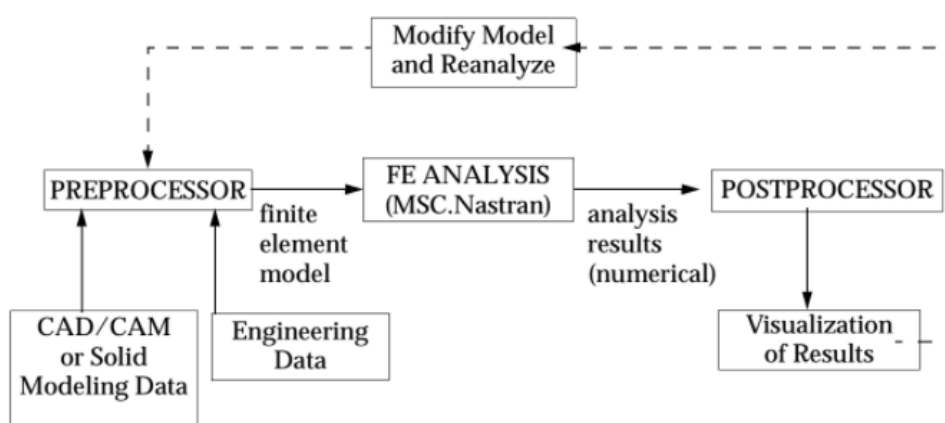 Modify Model
and Reanalyze
PREPROCESSOR
finite
element
model
FE ANALYSIS
(MSC.Nastran)
analysis
results
(numerical)
POSTPROCESSOR
CAD/CAM
or Solid
Modeling Data
Engineering
Data
Visualization
of Results